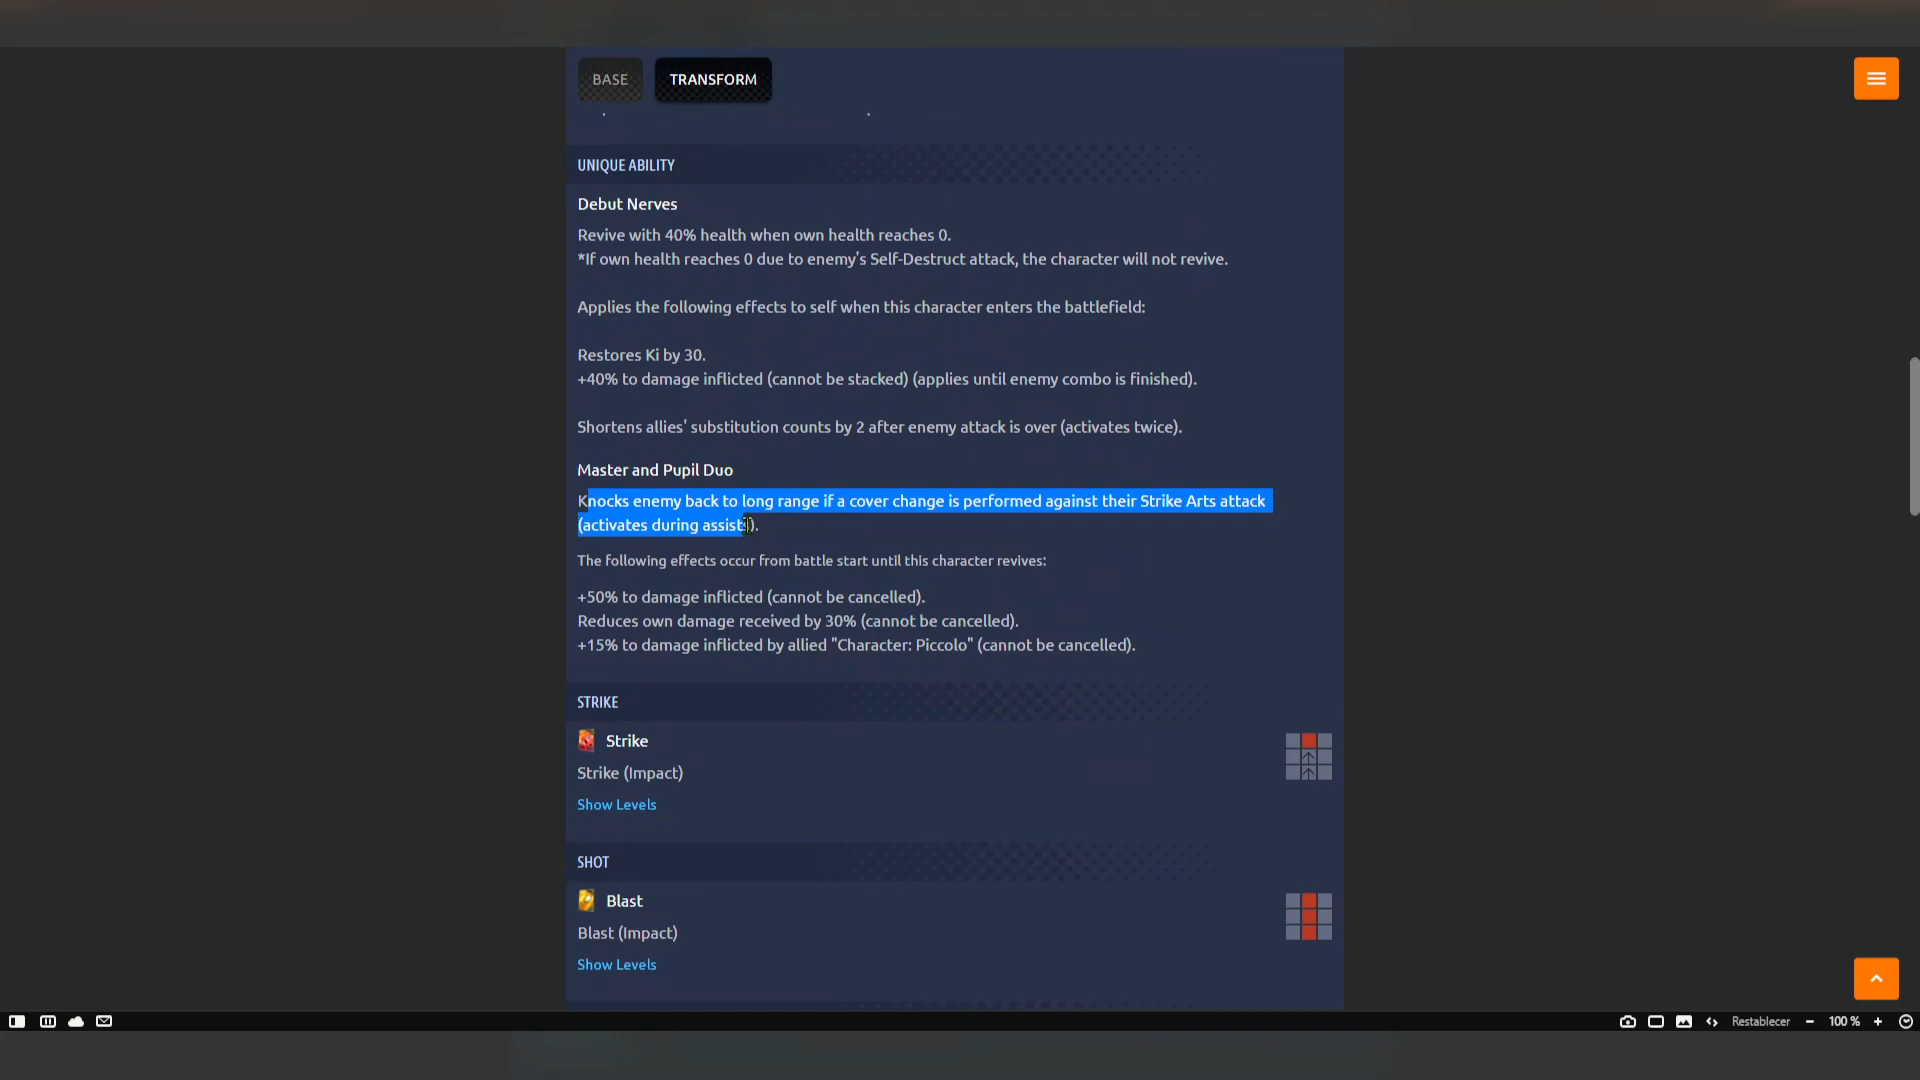 BASE
TRANSFORM
UNIQUE ABILITY
Debut Nerves
Revive with 40% health when own health reaches 0.
*If own health reaches 0 due to enemy's Self-Destruct attack, the character will not revive.
Applies the following effects to self when this character enters the battlefield:
Restores Ki by 30.
+40% to damage inflicted (cannot be stacked) (applies until enemy combo is finished).
Shortens allies' substitution counts by 2 after enemy attack is over (activates twice).
Master and Pupil Duo
Knocks enemy back to long range if a cover change is performed against their Strike Arts attack
(activates during assists).
The following effects occur from battle start until this character revives:
+50% to damage inflicted (cannot be cancelled).
Reduces own damage received by 30% (cannot be cancelled).
+15% to damage inflicted by allied "Character: Piccolo" (cannot be cancelled).
STRIKE
Strike
Strike (Impact)
Show Levels
SHOT
Blast
Blast (Impact)
Show Levels
Restablecer
100 %